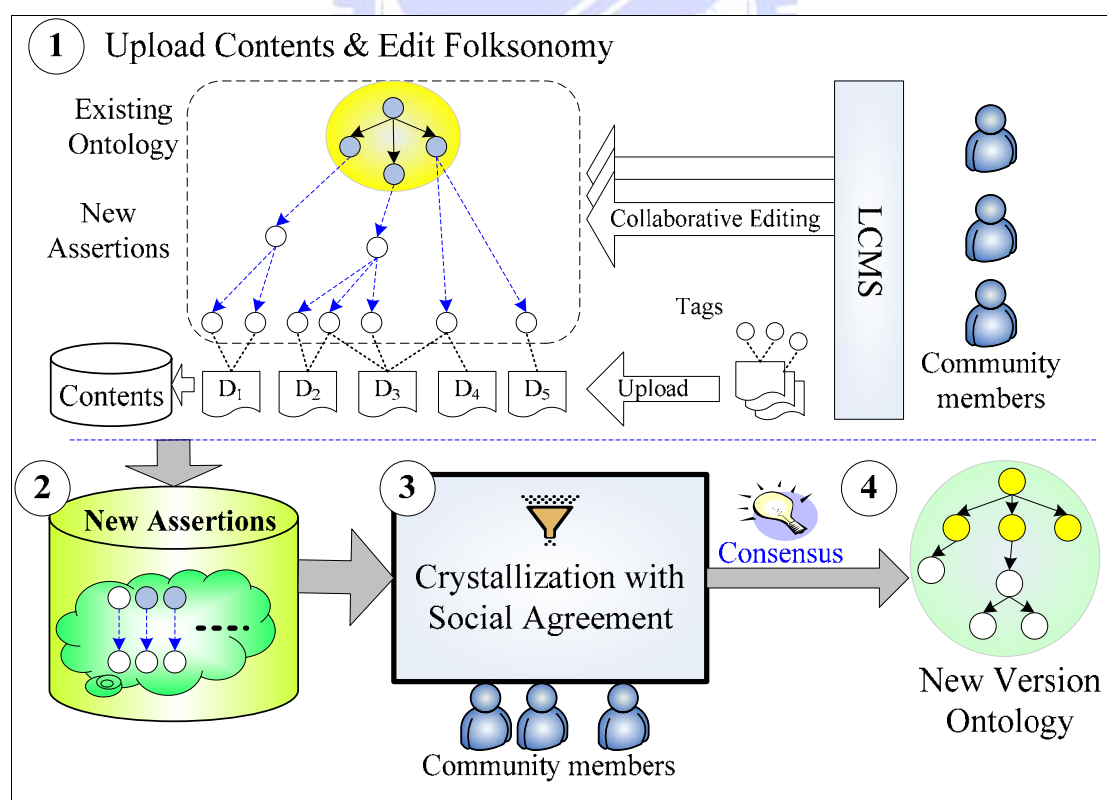 1 Upload Contents & Edit Folksonomy
Existing
Ontology
New
Assertions
Collaborative Editing
LCMS
Tags
Community
members
Contents
D1
D2
D3
D4
D5
Upload
2
New Assertions
3
Crystallization with
Social Agreement
Community members
Consensus
4
New Version
Ontology